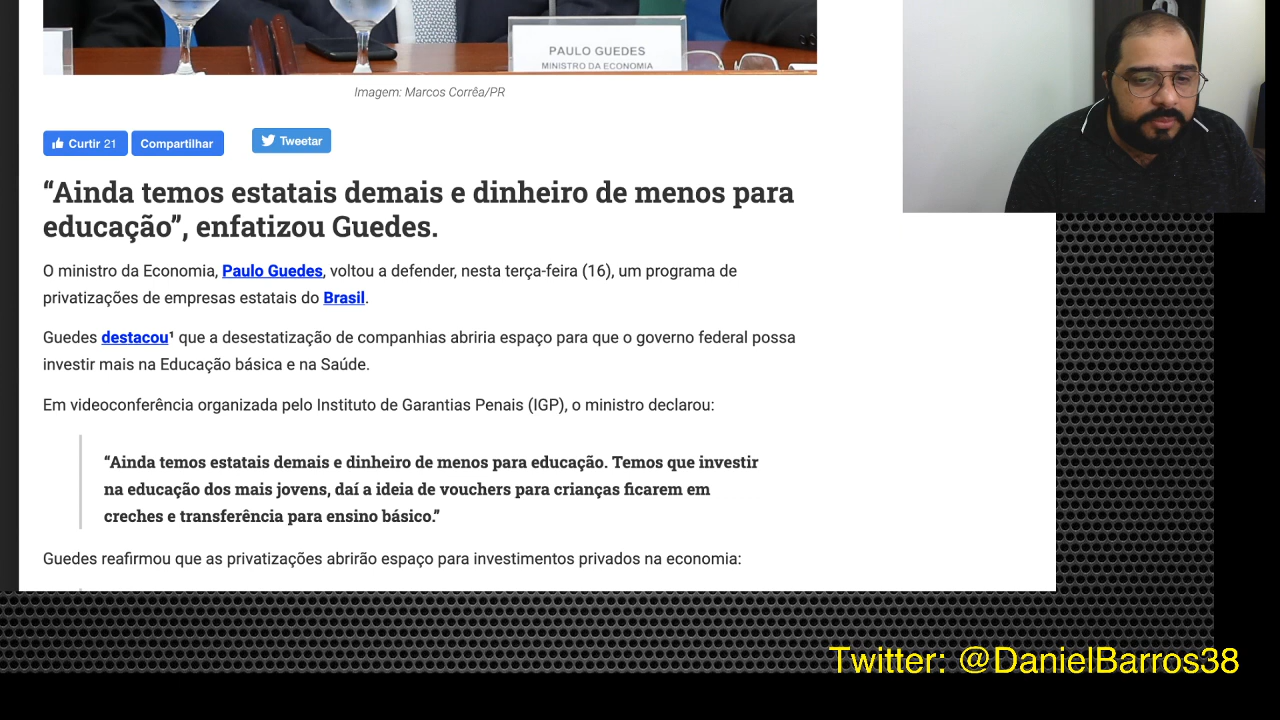 PAULO GUEDES
MINISTRO DA ECONOMIA
Imagem: Marcos Corrêa/PR
Curtir 21 Compartilhar Tweetar
“Ainda temos estatais demais e dinheiro de menos para
educação”, enfatizou Guedes.
O ministro da Economia, Paulo Guedes, voltou a defender, nesta terça-feira (16), um programa de
privatizações de empresas estatais do Brasil.
Guedes destacou¹ que a desestatização de companhias abriria espaço para que o governo federal possa
investir mais na Educação básica e na Saúde.
Em videoconferência organizada pelo Instituto de Garantias Penais (IGP), o ministro declarou:
“Ainda temos estatais demais e dinheiro de menos para educação. Temos que investir
na educação dos mais jovens, daí a ideia de vouchers para crianças ficarem em
creches e transferência para ensino básico.”
Guedes reafirmou que as privatizações abrirão espaço para investimentos privados na economia:
Twitter: @DanielBarros38